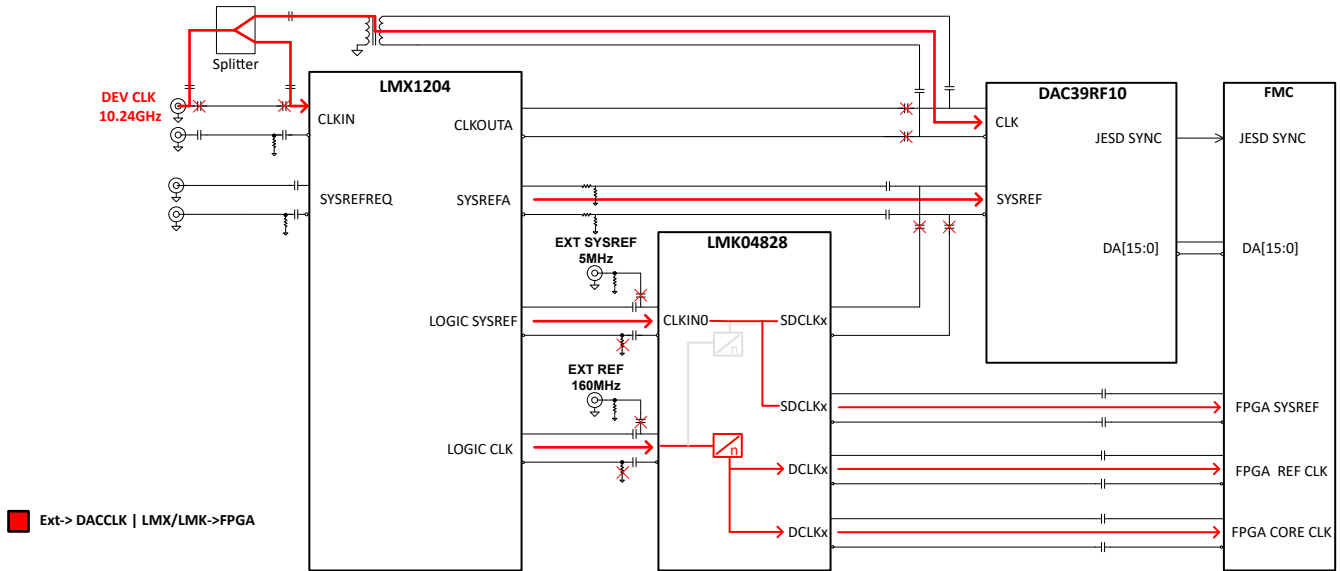 Splitter
DEV CLK
10.24GHz
LMX1204
CLKIN
CLKOUTA
SYSREFREQ
SYSREFA
LOGIC SYSREF
LOGIC CLK
EXT SYSREF
5MHz
EXT REF
160MHz
LMK04828
CLKIN0
SDCLKx
n
SDCLKx
n
DCLKx
DCLKx
DAC39RF10
CLK
JESD SYNC
SYSREF
DA[15:0]
FMC
JESD SYNC
DA[15:0]
FPGA SYSREF
FPGA REF CLK
FPGA CORE CLK
Ext-> DACCLK | LMX/LMK->FPGA